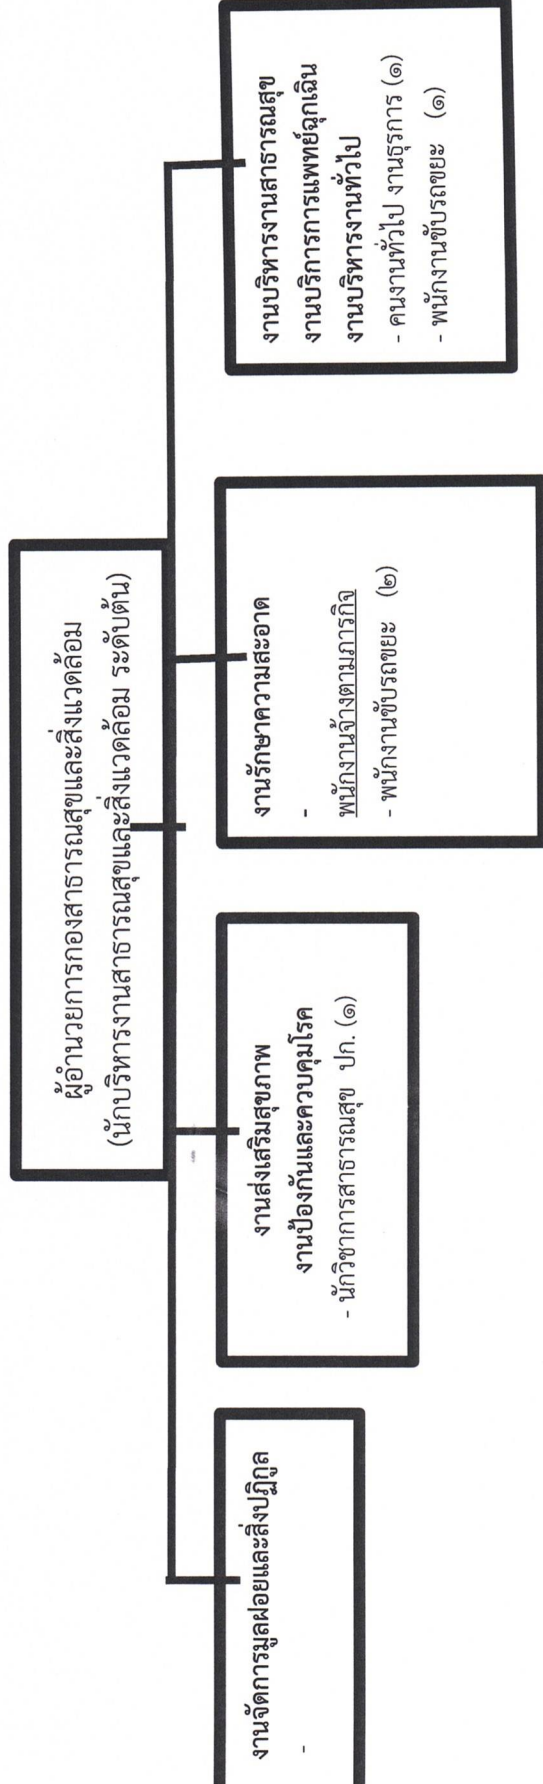 ผู้อำนวยการกองสาธารณสุขและสิ่งแวดล้อม
(นักบริหารงานสาธารณสุขและสิ่งแวดล้อม ระดับต้น)
งานจัดการมูลฝอยและสิ่งปฏิกูล
-
งานส่งเสริมสุขภาพ
งานป้องกันและควบคุมโรค
- นักวิชาการสาธารณสุข ปก. (๑)
งานรักษาความสะอาด
-
พนักงานจ้างตามภารกิจ
- พนักงานขับรถขยะ (๒)
งานบริหารงานสาธารณสุข
งานบริการการแพทย์ฉุกเฉิน
งานบริหารงานทั่วไป
- คนงานทั่วไป งานธุรการ (๑)
- พนักงานขับรถขยะ (๑)